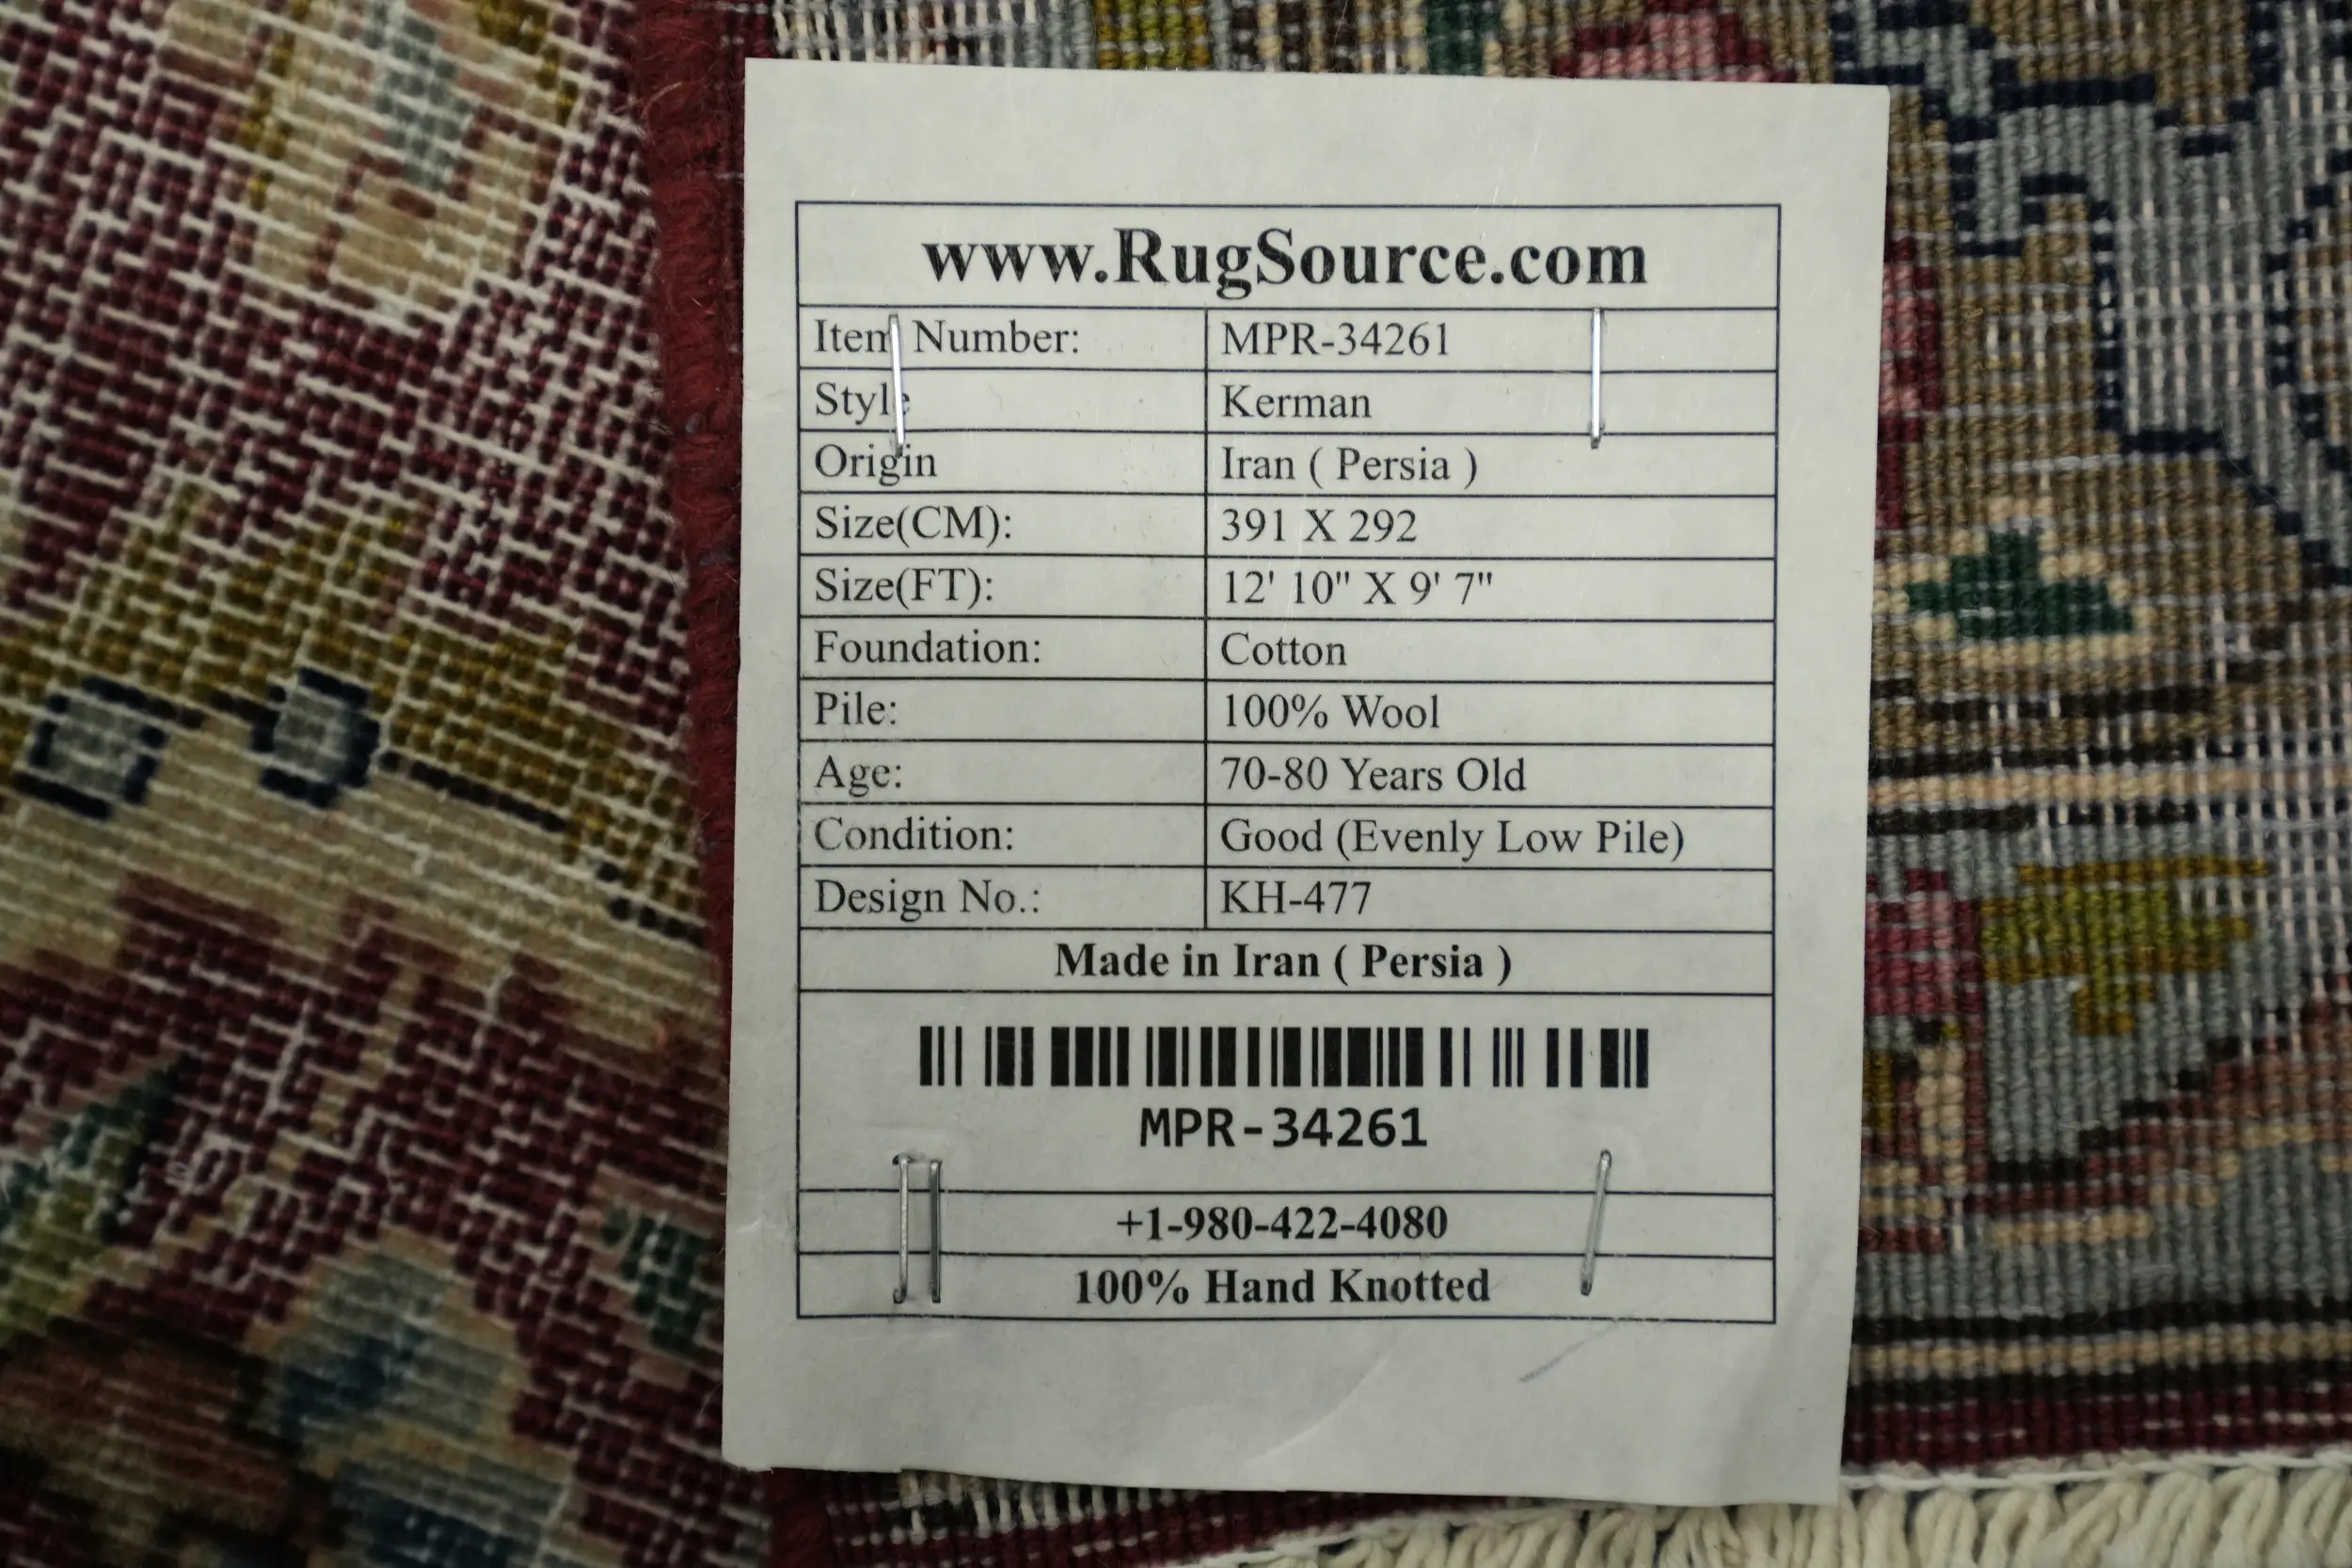 www.RugSource.com
Item Number: MPR-34261
Style Kerman
Origin Iran ( Persia )
Size(CM): 391 X 292
Size(FT): 12' 10" X 9' 7"
Foundation: Cotton
Pile: 100% Wool
Age: 70-80 Years Old
Condition: Good (Evenly Low Pile)
Design No.: KH-477
Made in Iran ( Persia )
MPR-34261
+1-980-422-4080
100% Hand Knotted